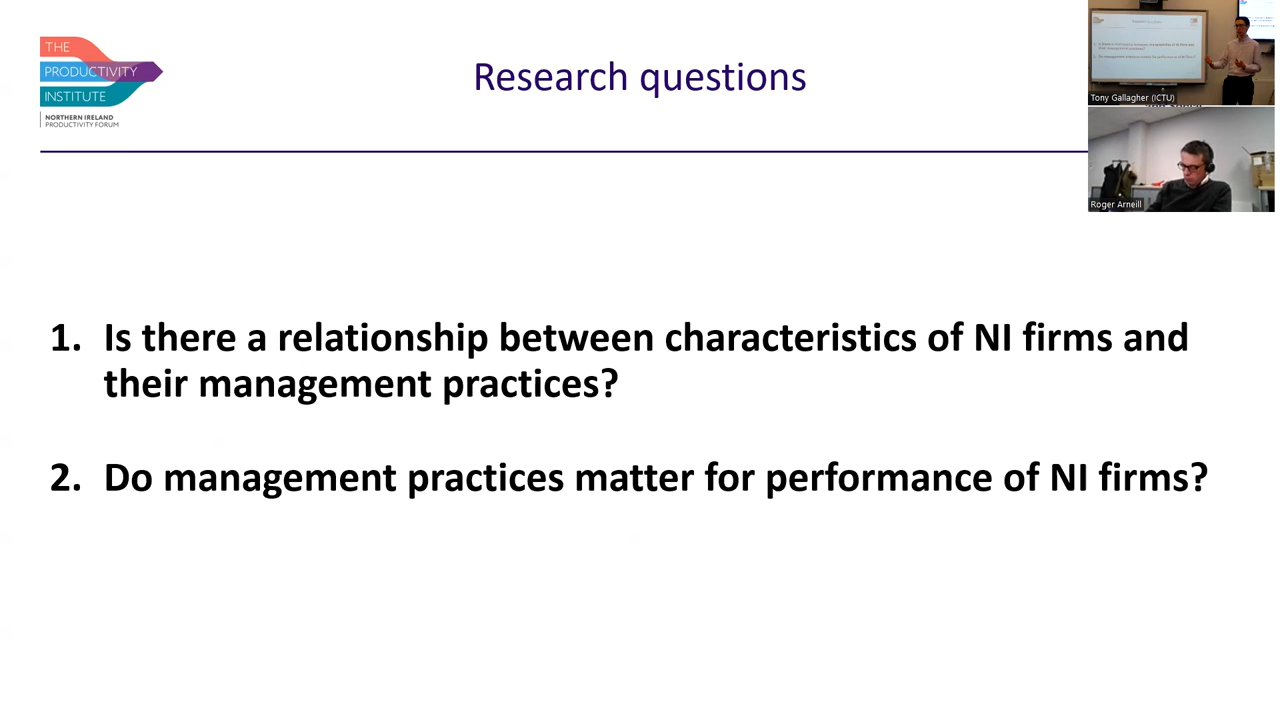 THE
PRODUCTIVITY
INSTITUTE
NORTHERN IRELAND
PRODUCTIVITY FORUM
Research questions
Tony Gallagher (ICTU)
Roger Arneill
1. Is there a relationship between characteristics of NI firms and
their management practices?
2. Do management practices matter for performance of NI firms?